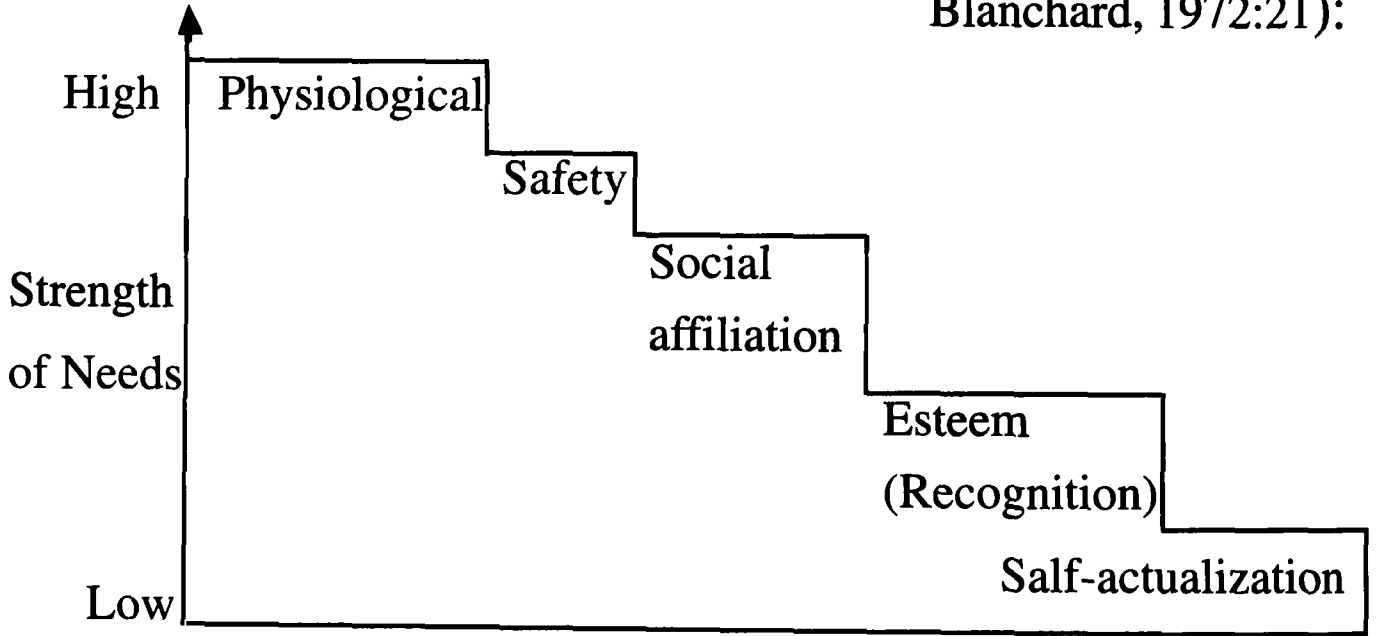 Blanchard, 1972:21):
High
Physiological
Safety
Social
affiliation
Strength
of Needs
Esteem
(Recognition)
Salf-actualization
Low